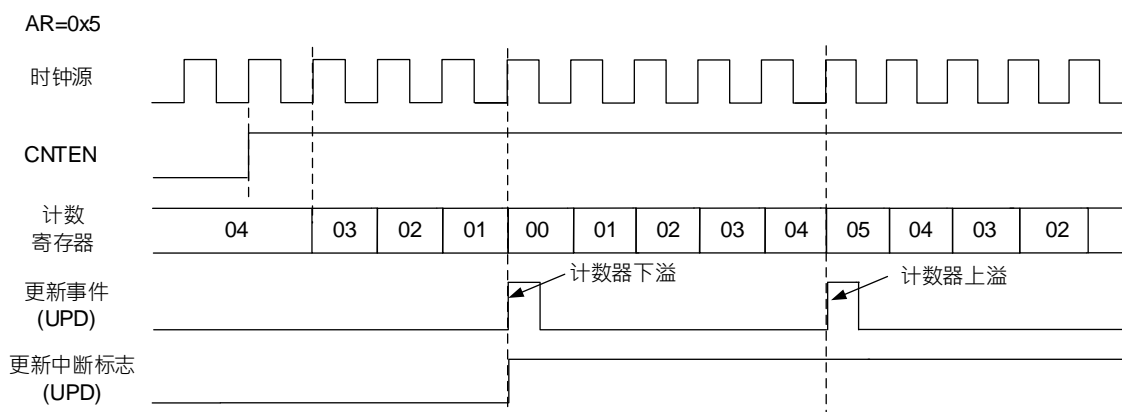 AR=0x5
时钟源
CNTEN
计数
寄存器
04 03 02 01 00 01 02 03 04 05 04 03 02
计数器下溢
计数器上溢
更新事件
(UPD)
更新中断标志
(UPD)